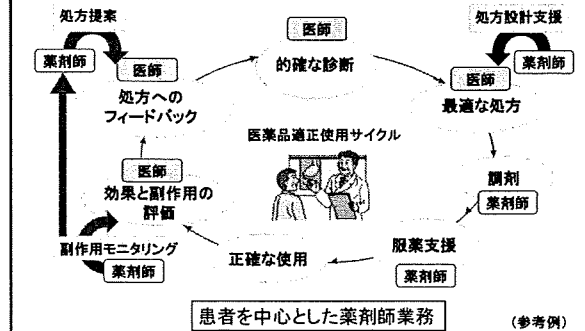 処方提案
処方設計支援
薬剤師
医師
医師
医師
薬剤師
処方への
フィードバック
的確な診断
最適な処方
医薬品適正使用サイクル
医師
効果と副作用の
評価
調剤
薬剤師
副作用モニタリング
薬剤師
正確な使用
服薬支援
薬剤師
患者を中心とした薬剤師業務
(参考例)